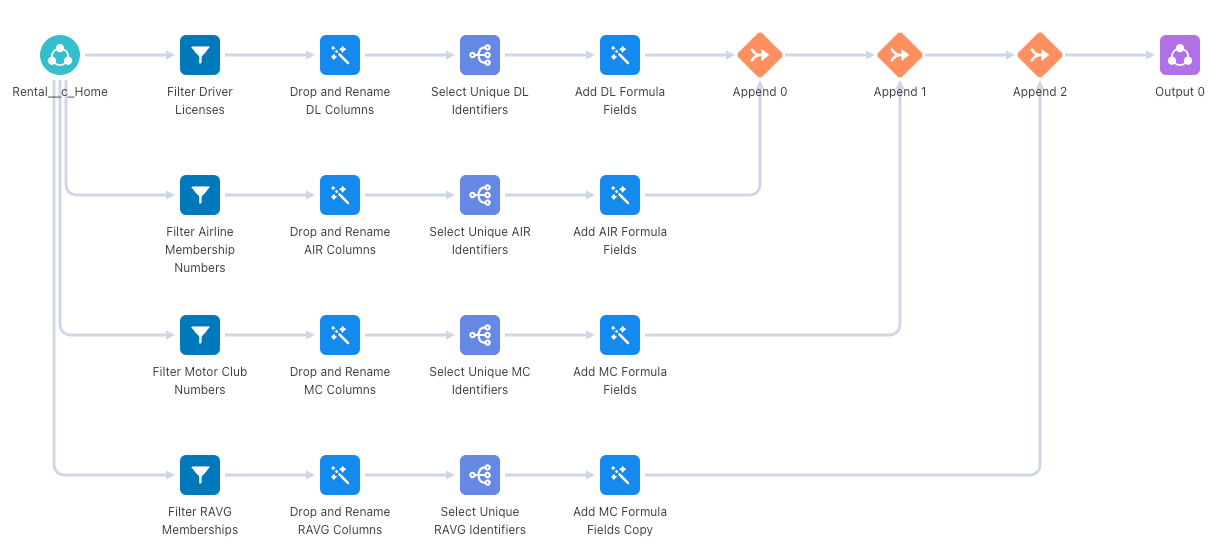 Rental__c_Home
Filter Driver
Licenses
Drop and Rename
DL Columns
Select Unique DL
Identifiers
Add DL Formula
Fields
Append 0
Append 1
Append 2
Output 0
Filter Airline
Membership
Numbers
Drop and Rename
AIR Columns
Select Unique AIR
Identifiers
Add AIR Formula
Fields
Filter Motor Club
Numbers
Drop and Rename
MC Columns
Select Unique MC
Identifiers
Add MC Formula
Fields
Filter RAVG
Memberships
Drop and Rename
RAVG Columns
Select Unique
RAVG Identifiers
Add MC Formula
Fields Copy